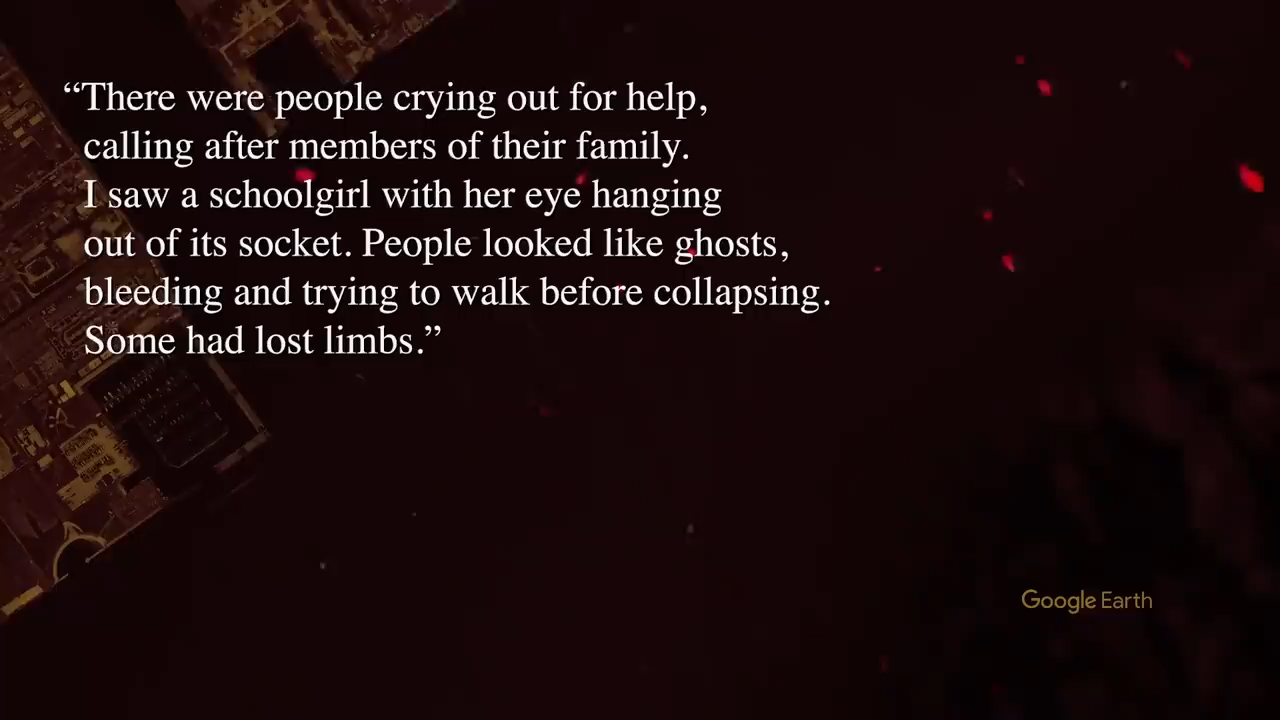 “There were people crying out for help,
calling after members of their family.
I saw a schoolgirl with her eye hanging
out of its socket. People looked like ghosts,
bleeding and trying to walk before collapsing.
Some had lost limbs.”
Google Earth